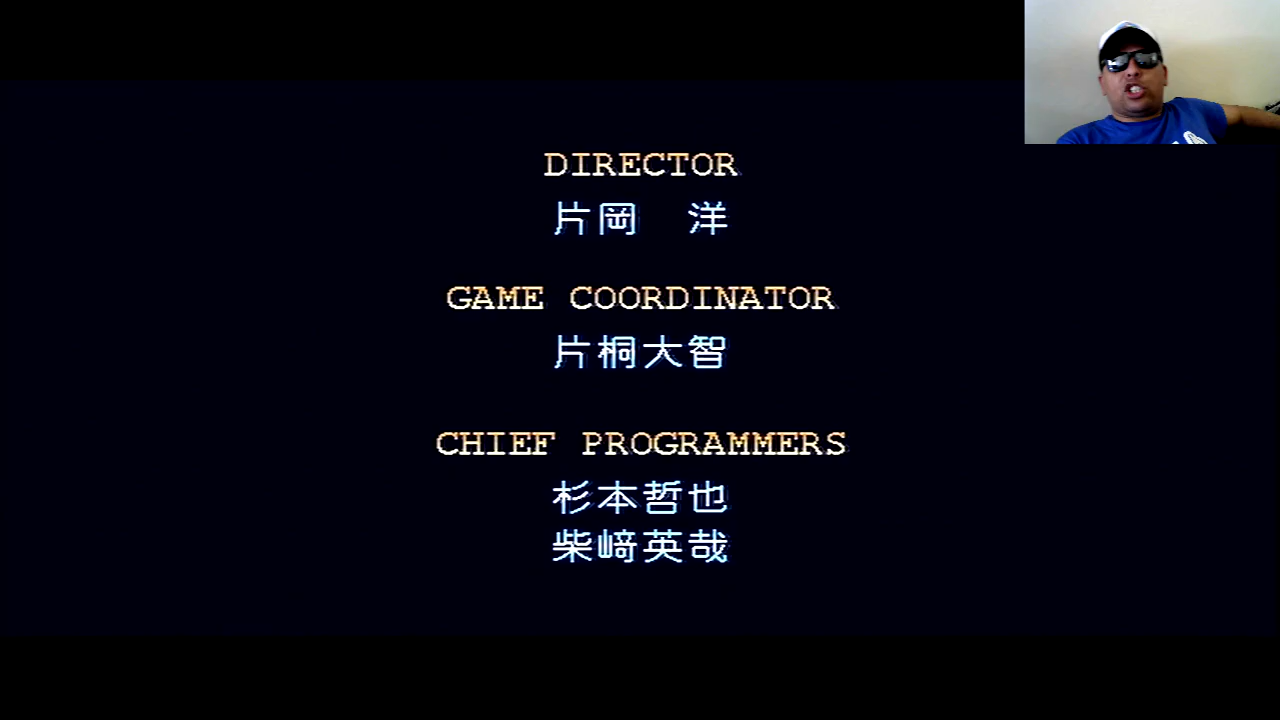 DIRECTOR
片岡　洋
GAME COORDINATOR
片桐大智
CHIEF PROGRAMMERS
杉本哲也
柴﨑英哉